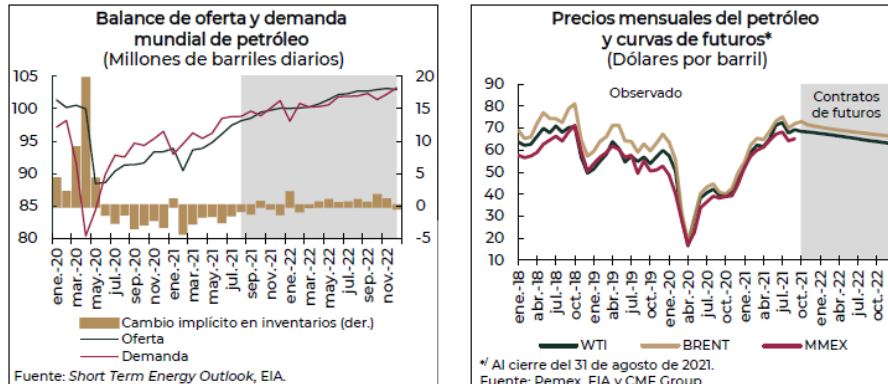 Balance de oferta y demanda
mundial de petróleo
(Millones de barriles diarios)
105
100
95
90
85
80
20
15
10
5
0
-5
ene.-20
mar.-20
may.-20
jul.-20
sep.-20
nov.-20
ene.-21
mar.-21
may.-21
jul.-21
sep.-21
nov.-21
ene.-22
mar.-22
may.-22
jul.-22
sep.-22
nov.-22
Cambio implícito en inventarios (der.)
Oferta
Demanda
Fuente: Short Term Energy Outlook, EIA.
Precios mensuales del petróleo
y curvas de futuros*
(Dólares por barril)
90
80
70
60
50
40
30
20
10
Observado
Contratos
de futuros
ene.-18
abr.-18
jul.-18
oct.-18
ene.-19
abr.-19
jul.-19
oct.-19
ene.-20
abr.-20
jul.-20
oct.-20
ene.-21
abr.-21
jul.-21
oct.-21
ene.-22
abr.-22
jul.-22
oct.-22
WTI
BRENT
MMEX
*/ Al cierre del 31 de agosto de 2021.
Fuente: Pemex, EIA y CME Group.